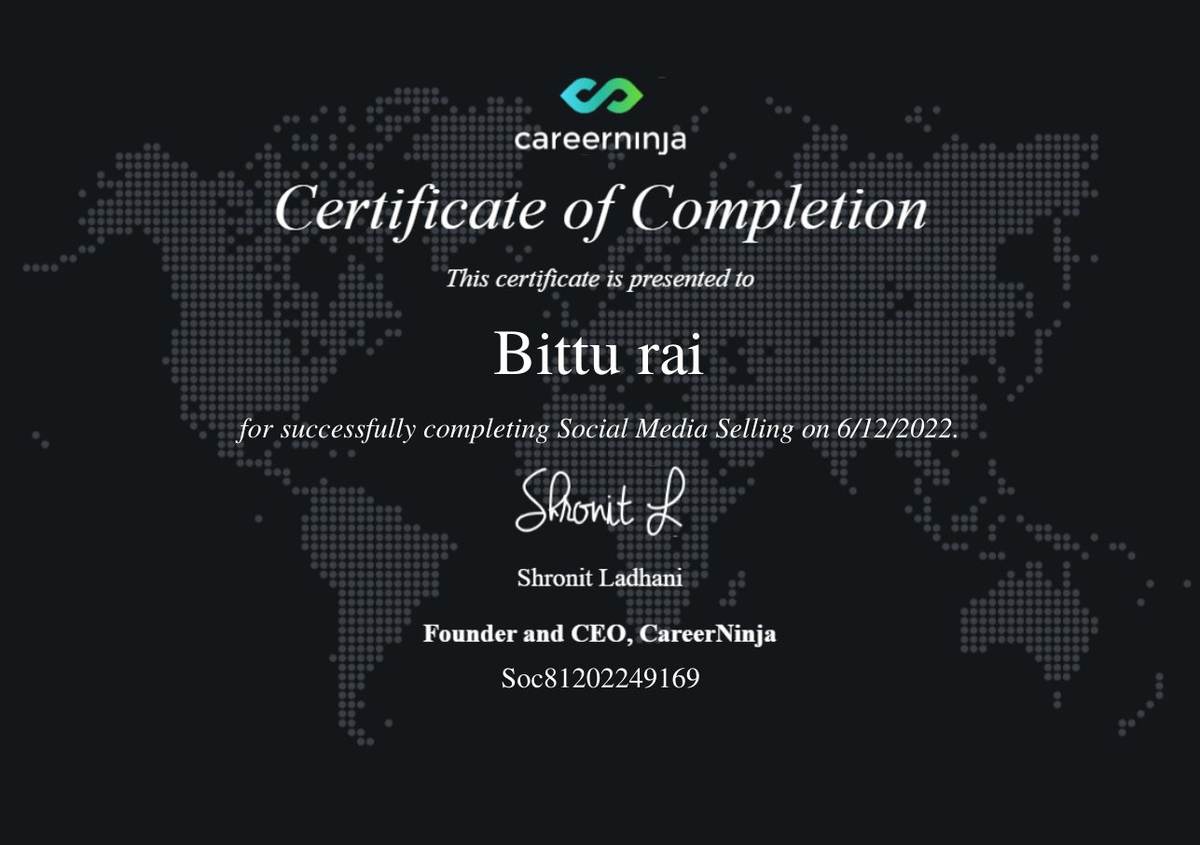 careerninja
Certificate of Completion
This certificate is presented to
Bittu rai
for successfully completing Social Media Selling on 6/12/2022.
Shronit L
Shronit Ladhani
Founder and CEO, CareerNinja
Soc81202249169